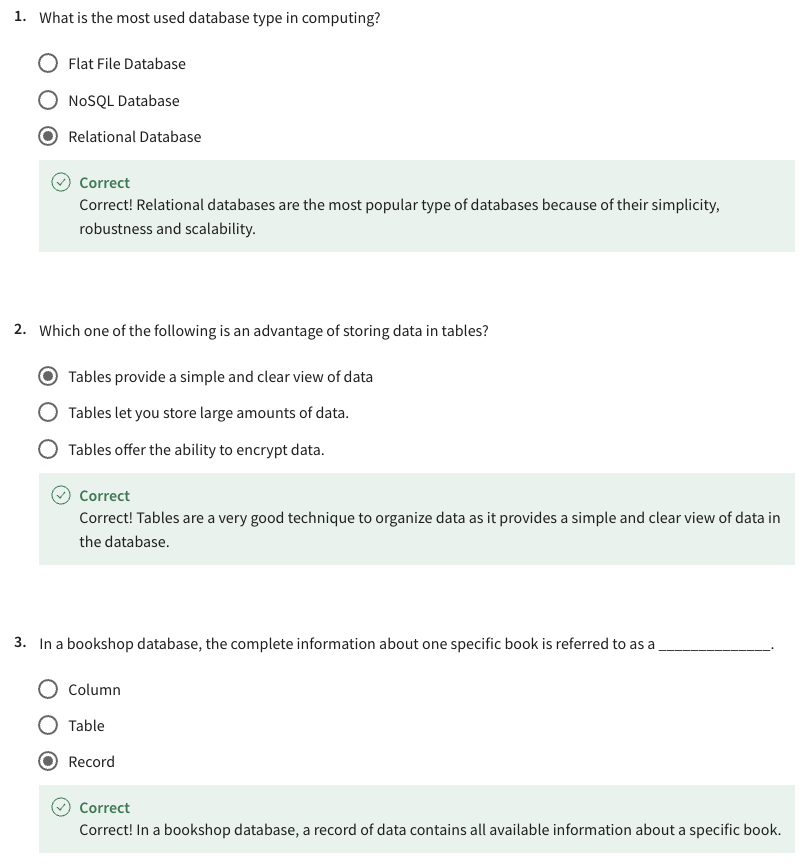 1. What is the most used database type in computing?
Flat File Database
NoSQL Database
Relational Database
Correct
Correct! Relational databases are the most popular type of databases because of their simplicity,
robustness and scalability.
2. Which one of the following is an advantage of storing data in tables?
Tables provide a simple and clear view of data
Tables let you store large amounts of data.
Tables offer the ability to encrypt data.
Correct
Correct! Tables are a very good technique to organize data as it provides a simple and clear view of data in
the database.
3. In a bookshop database, the complete information about one specific book is referred to as a ______________.
Column
Table
Record
Correct
Correct! In a bookshop database, a record of data contains all available information about a specific book.